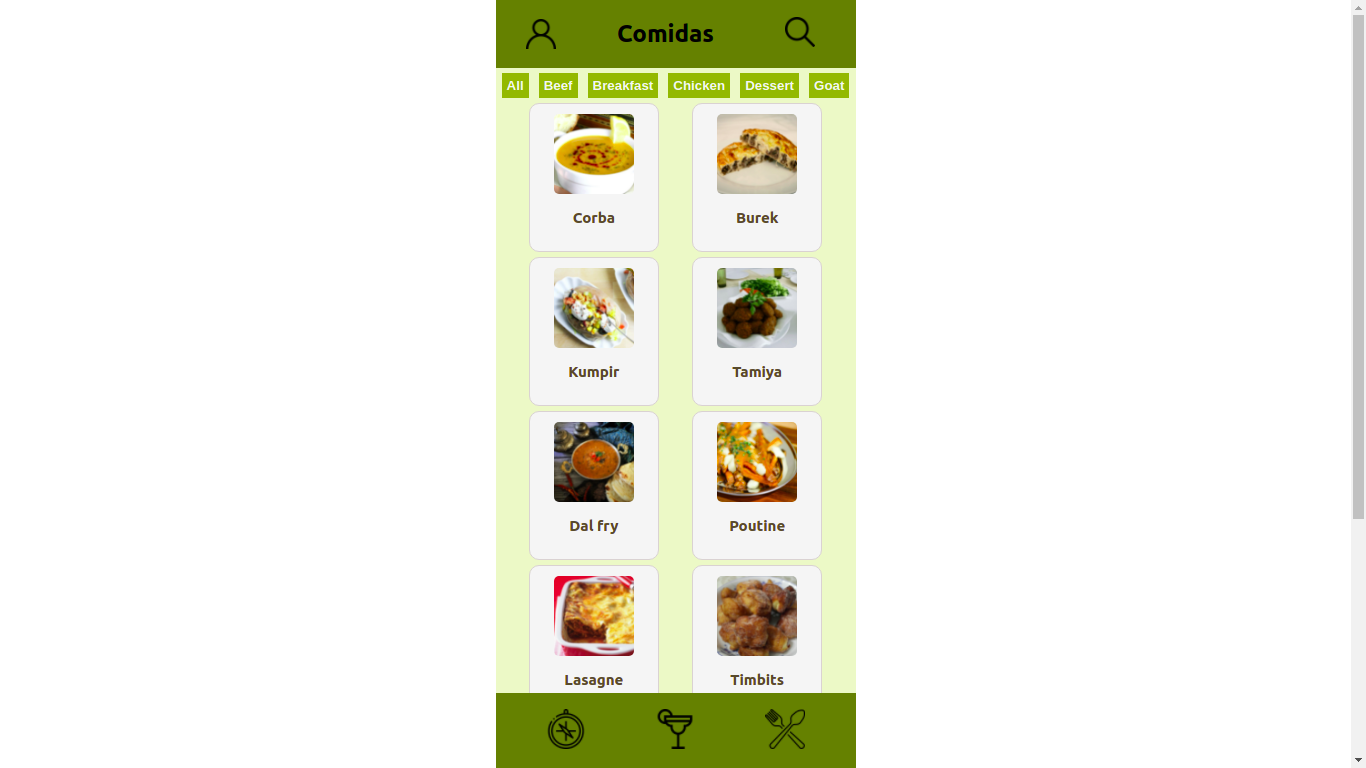 Comidas
All Beef Breakfast Chicken Dessert Goat
Corba Burek
Kumpir Tamiya
Dal fry Poutine
Lasagne Timbits